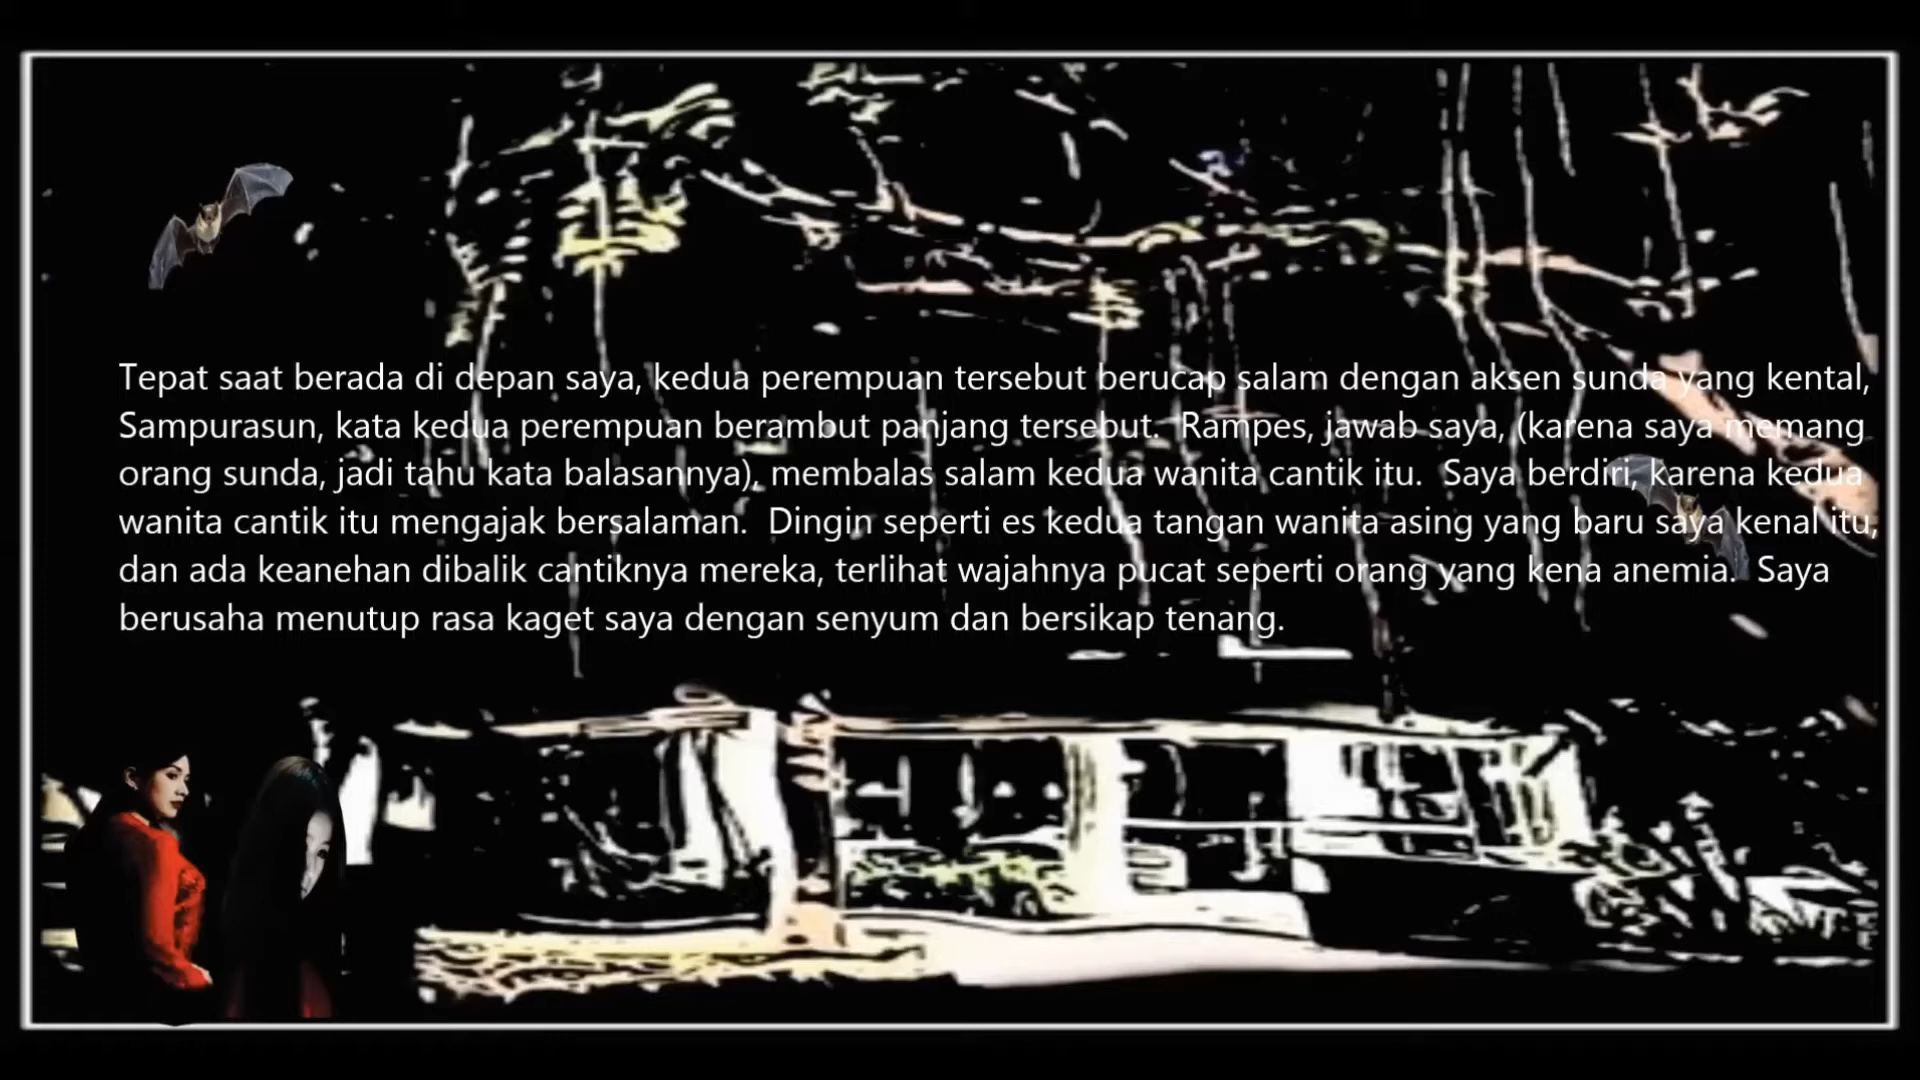 Tepat saat berada di depan saya, kedua perempuan tersebut berucap salam dengan aksen sunda yang kental,
Sampurasun, kata kedua perempuan berambut panjang tersebut.  Rampes, jawab saya, (karena saya memang
orang sunda, jadi tahu kata balasannya), membalas salam kedua wanita cantik itu.  Saya berdiri, karena kedua
wanita cantik itu mengajak bersalaman.  Dingin seperti es kedua tangan wanita asing yang baru saya kenal itu,
dan ada keanehan dibalik cantiknya mereka, terlihat wajahnya pucat seperti orang yang kena anemia.  Saya
berusaha menutup rasa kaget saya dengan senyum dan bersikap tenang.